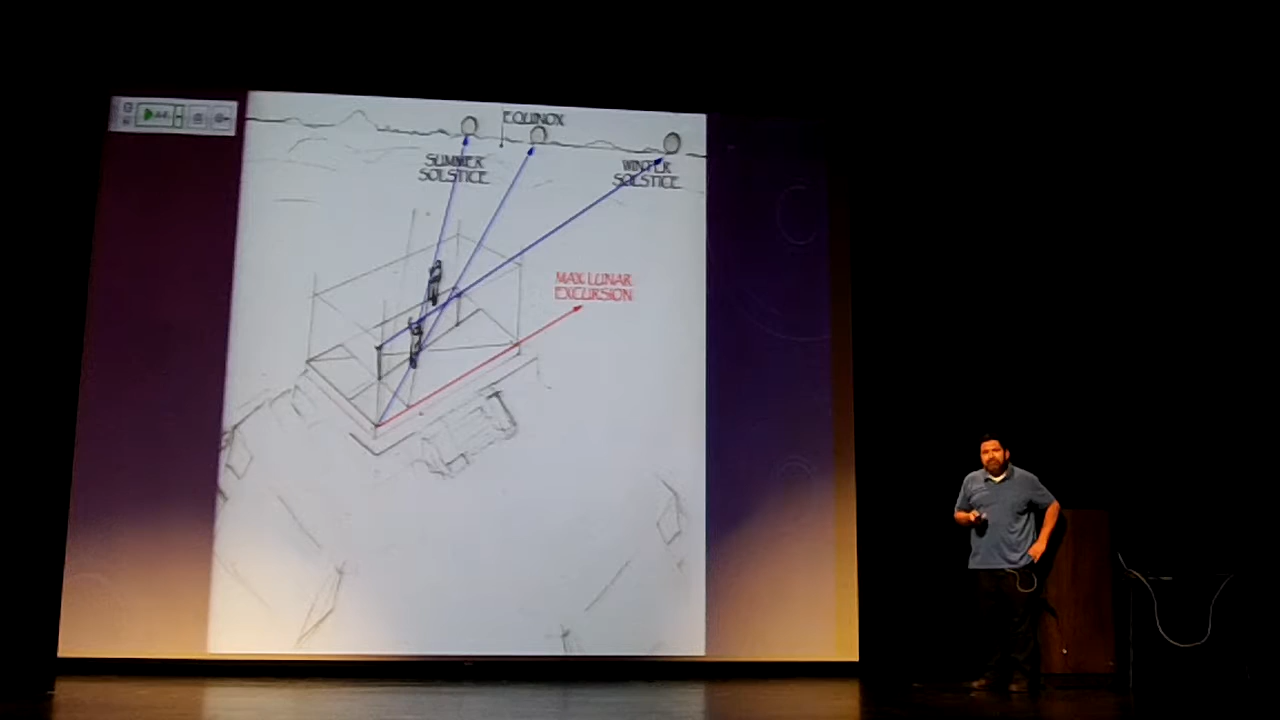 EQUINOX
SUMMER
SOLSTICE
WINTER
SOLSTICE
MAX LUNAR
EXCURSION